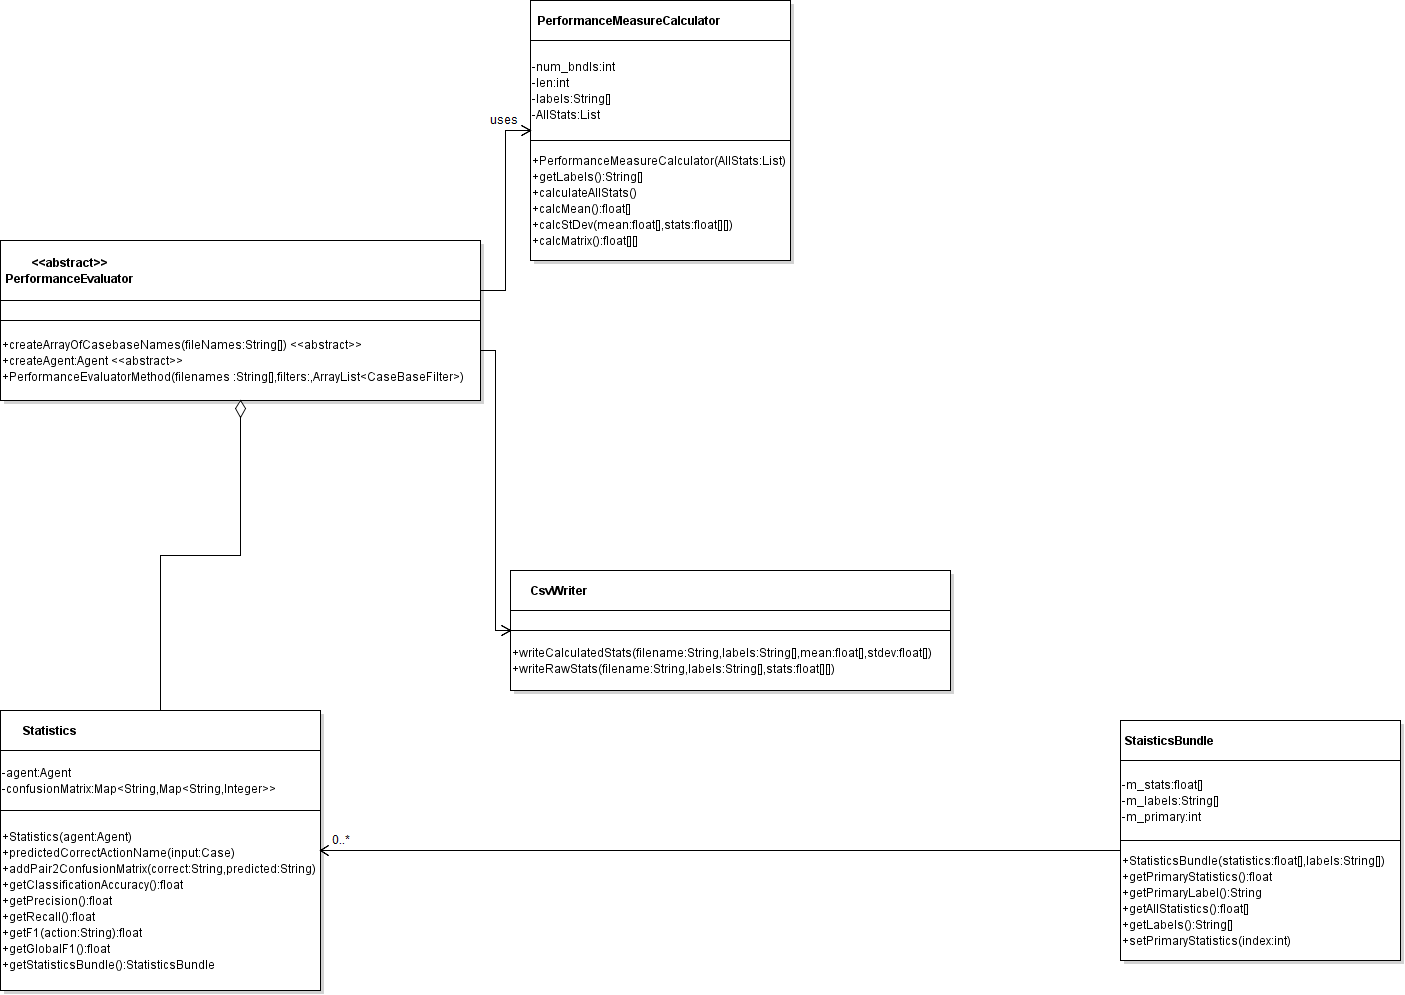 PerformanceMeasureCalculator
-num_bndls:int
-len:int
-labels:String[]
-AllStats:List
+PerformanceMeasureCalculator(AllStats:List)
+getLabels():String[]
+calculateAllStats()
+calcMean():float[]
+calcStDev(mean:float[],stats:float[][])
+calcMatrix():float[][]
uses
<<abstract>>
PerformanceEvaluator
+createArrayOfCasebaseNames(fileNames:String[]) <<abstract>>
+createAgent:Agent <<abstract>>
+PerformanceEvaluatorMethod(filenames :String[],filters:,ArrayList<CaseBaseFilter>)
CsvWriter
+writeCalculatedStats(filename:String,labels:String[],mean:float[],stdev:float[])
+writeRawStats(filename:String,labels:String[],stats:float[][])
Statistics
-agent:Agent
-confusionMatrix:Map<String,Map<String,Integer>>
+Statistics(agent:Agent)
+predictedCorrectActionName(input:Case)
+addPair2ConfusionMatrix(correct:String,predicted:String)
+getClassificationAccuracy():float
+getPrecision():float
+getRecall():float
+getF1(action:String):float
+getGlobalF1():float
+getStatisticsBundle():StatisticsBundle
0..*
StaisticsBundle
-m_stats:float[]
-m_labels:String[]
-m_primary:int
+StatisticsBundle(statistics:float[],labels:String[])
+getPrimaryStatistics():float
+getPrimaryLabel():String
+getAllStatistics():float[]
+getLabels():String[]
+setPrimaryStatistics(index:int)